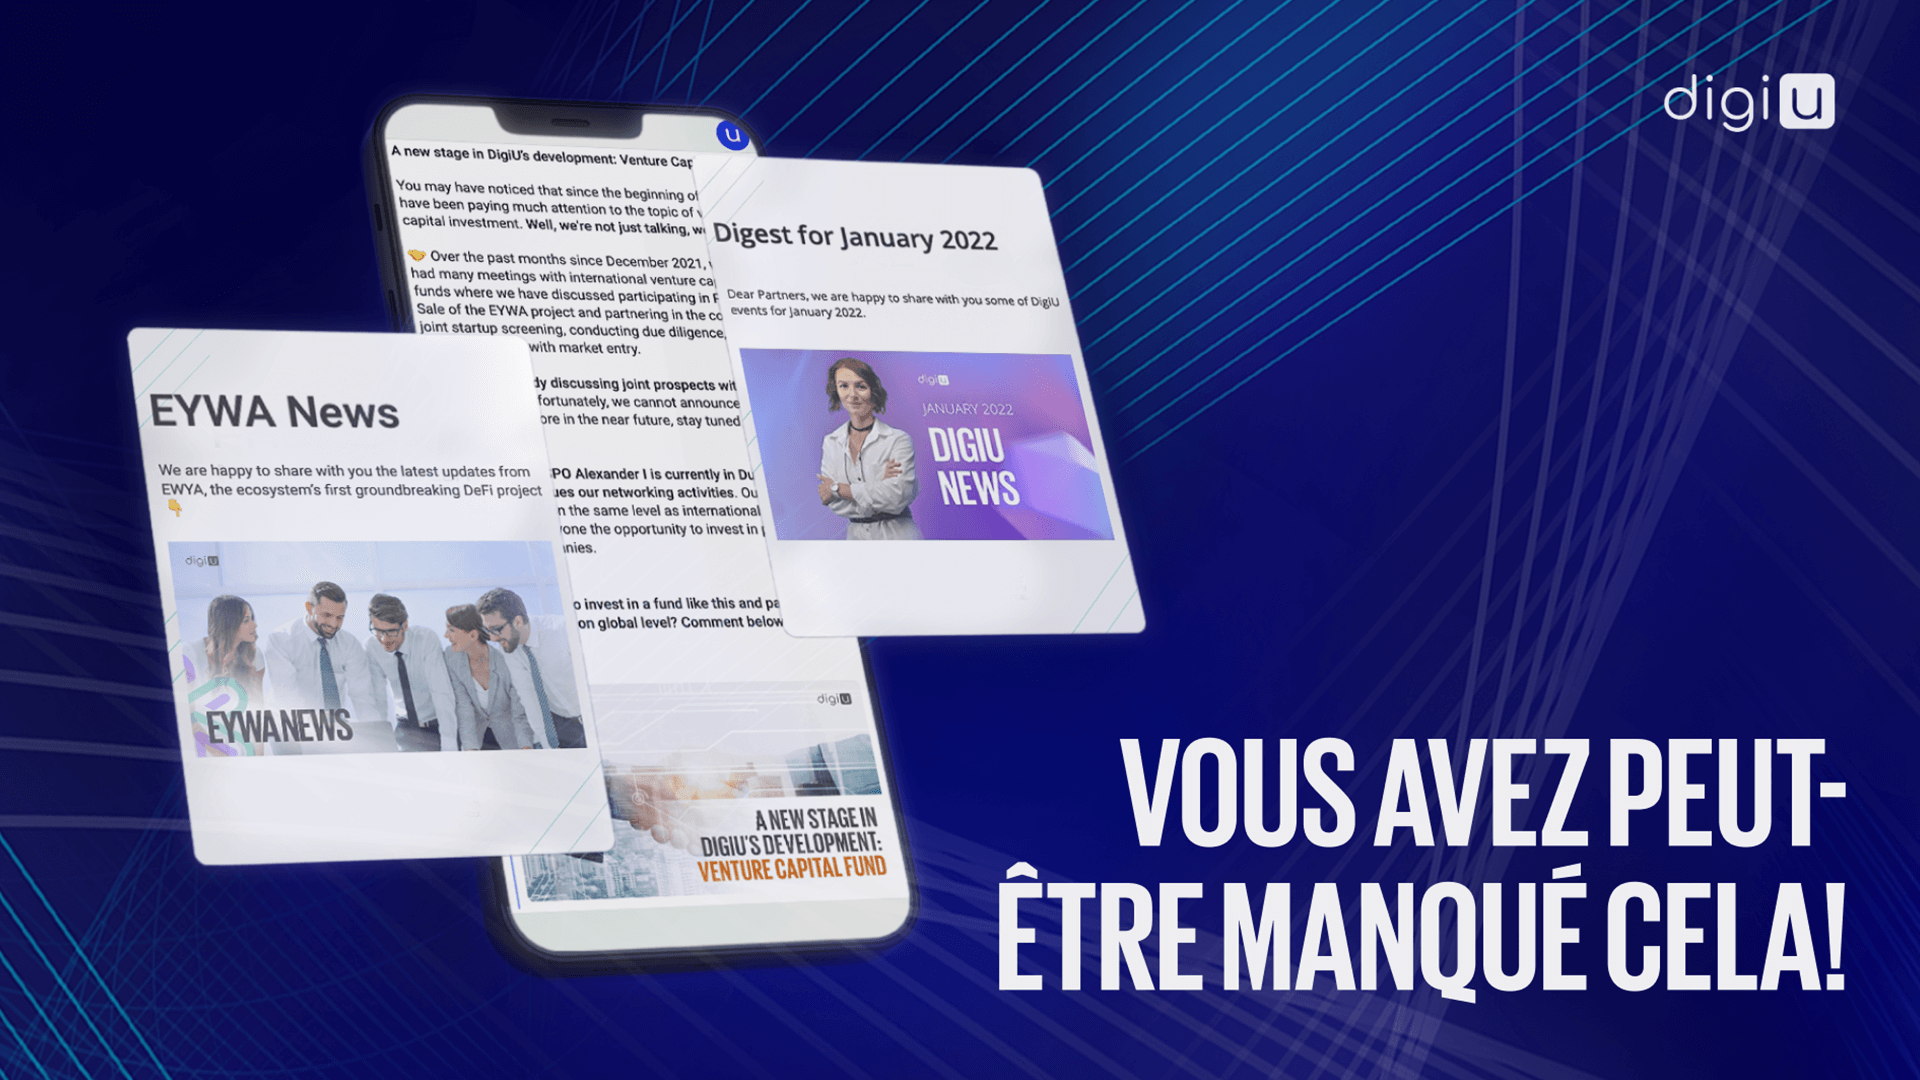 digiU
U
A new stage in DigiU's development: Venture Cap
You may have noticed that since the beginning of
have been paying much attention to the topic of
capital investment. Well, we're not just talking, w
Over the past months since December 2021,
had many meetings with international venture ca
funds where we have discussed participating in
Sale of the EYWA project and partnering in the co
joint startup screening, conducting due diligence,
with market entry.
dy discussing joint prospects wit
fortunately, we cannot announce
ore in the near future, stay tuned
PO Alexander I is currently in Du
ues our networking activities. Ou
n the same level as international
one the opportunity to invest in
nies.
o invest in a fund like this and pa
on global level? Comment below
digiU
A NEW STAGE IN
DIGIU'S DEVELOPMENT:
VENTURE CAPITAL FUND
Digest for January 2022
Dear Partners, we are happy to share with you some of DigiU
events for January 2022.
digiU
JANUARY 2022
DIGIU
NEWS
EYWA News
We are happy to share with you the latest updates from
EWYA, the ecosystem's first groundbreaking DeFi project
digiU
EYWA NEWS
VOUS AVEZ PEUT-
ÊTRE MANQUÉ CELA!